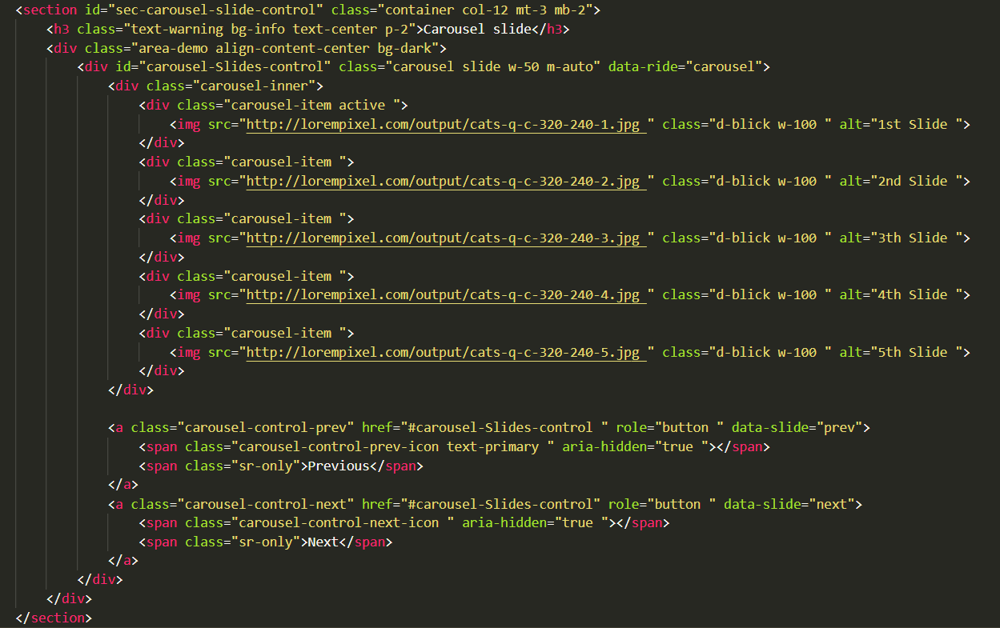 <section id="sec-carousel-slide-control" class="container col-12 mt-3 mb-2">
<h3 class="text-warning bg-info text-center p-2">Carousel slide</h3>
<div class="area-demo align-content-center bg-dark">
<div id="carousel-Slides-control" class="carousel slide w-50 m-auto" data-ride="carousel">
<div class="carousel-inner">
<div class="carousel-item active ">
<img src="http://lorempixel.com/output/cats-q-c-320-240-1.jpg " class="d-blick w-100 " alt="1st Slide ">
</div>
<div class="carousel-item ">
<img src="http://lorempixel.com/output/cats-q-c-320-240-2.jpg " class="d-blick w-100 " alt="2nd Slide ">
</div>
<div class="carousel-item ">
<img src="http://lorempixel.com/output/cats-q-c-320-240-3.jpg " class="d-blick w-100 " alt="3th Slide ">
</div>
<div class="carousel-item ">
<img src="http://lorempixel.com/output/cats-q-c-320-240-4.jpg " class="d-blick w-100 " alt="4th Slide ">
</div>
<div class="carousel-item ">
<img src="http://lorempixel.com/output/cats-q-c-320-240-5.jpg " class="d-blick w-100 " alt="5th Slide ">
</div>
</div>
<a class="carousel-control-prev" href="#carousel-Slides-control " role="button " data-slide="prev">
<span class="carousel-control-prev-icon text-primary " aria-hidden="true "></span>
<span class="sr-only">Previous</span>
</a>
<a class="carousel-control-next" href="#carousel-Slides-control" role="button " data-slide="next">
<span class="carousel-control-next-icon " aria-hidden="true "></span>
<span class="sr-only">Next</span>
</a>
</div>
</div>
</section>